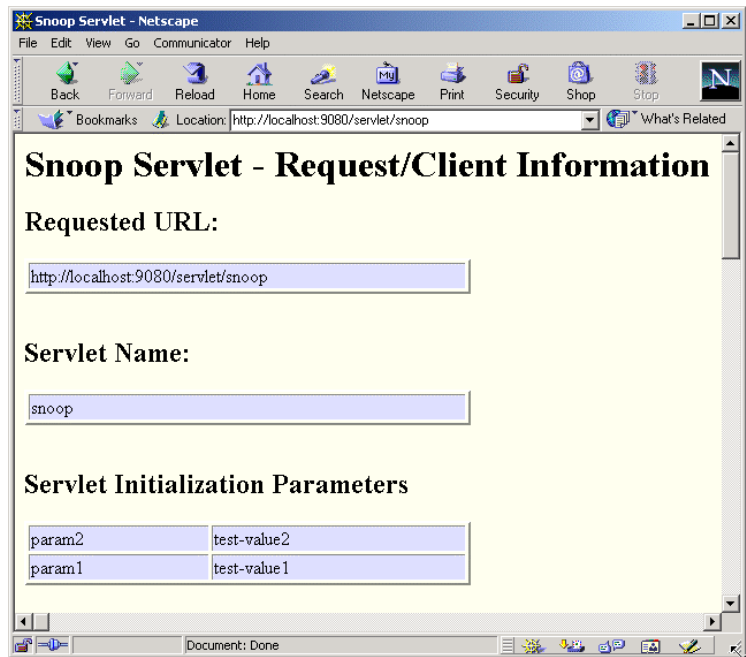 Snoop Servlet - Netscape
File Edit View Go Communicator Help
Back Forward Reload Home Search My Netscape Print Security Shop Stop N
Bookmarks Location: http://localhost:9080/servlet/snoop What's Related
Snoop Servlet - Request/Client Information
Requested URL:
http://localhost:9080/servlet/snoop
Servlet Name:
snoop
Servlet Initialization Parameters
param2 test-value2
param1 test-value1
Document: Done